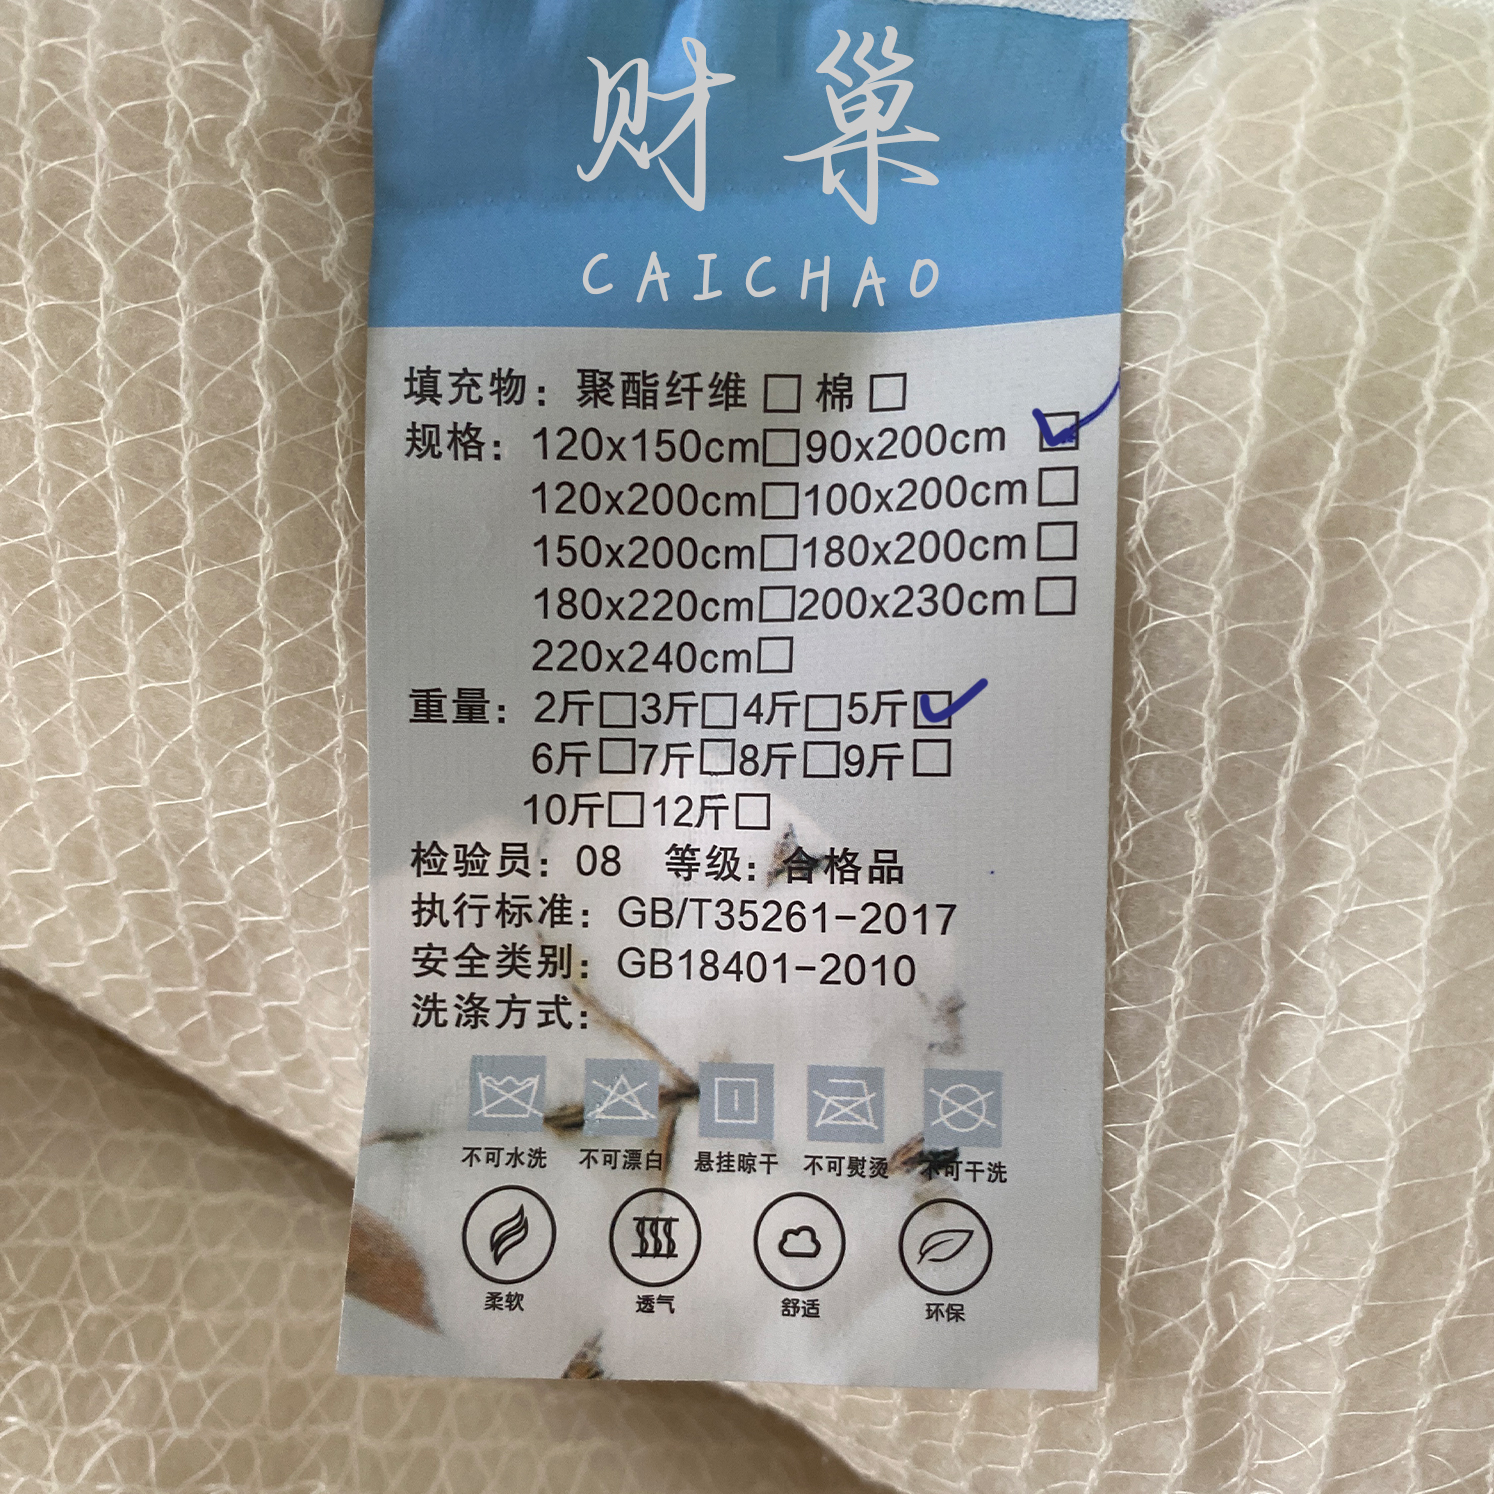 财巢
CAICHAO
填充物：聚酯纤维□ 棉□
规格：120x150cm□90x200cm ☑
120x200cm□100x200cm□
150x200cm□180x200cm□
180x220cm□200x230cm□
220x240cm□
重量：2斤□3斤□4斤□5斤☑
6斤□7斤□8斤□9斤□
10斤□12斤□
检验员：08 等级：合格品
执行标准：GB/T35261-2017
安全类别：GB18401-2010
洗涤方式：
不可水洗 不可漂白 悬挂晾干 不可熨烫 不可干洗
柔软 透气 舒适 环保